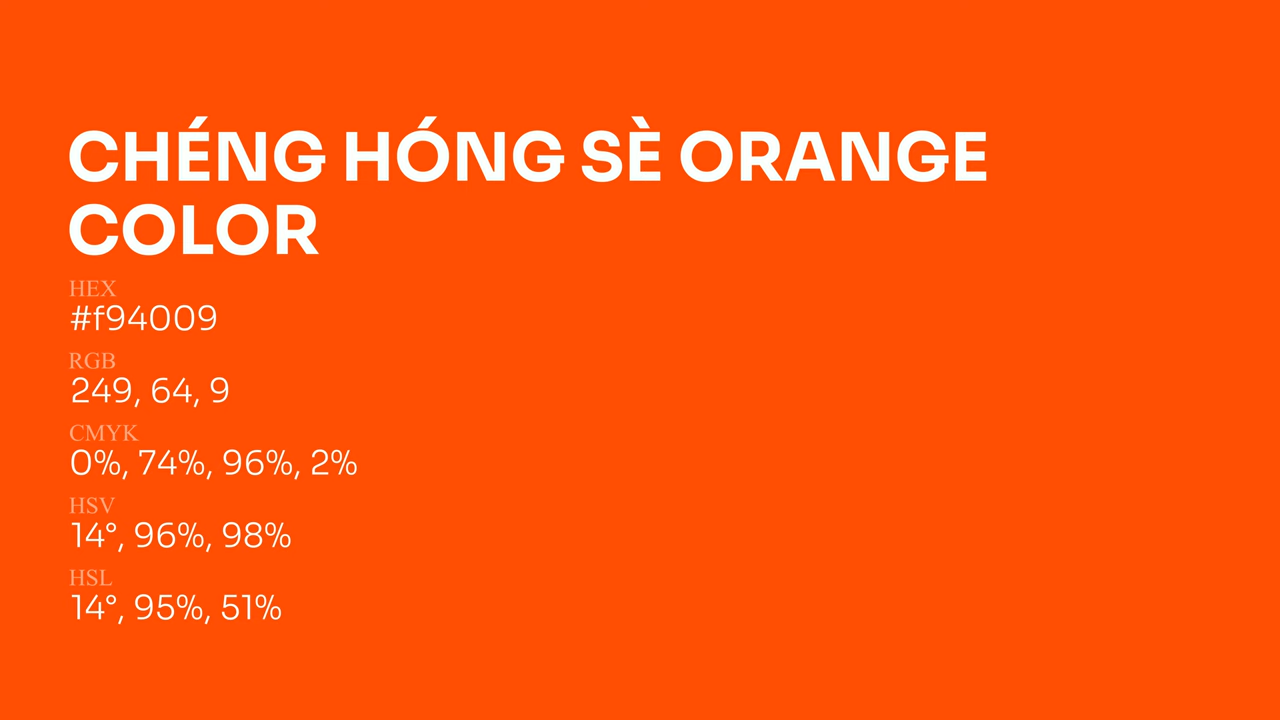 CHÉNG HÓNG SÈ ORANGE
COLOR
HEX
#f94009
RGB
249, 64, 9
CMYK
0%, 74%, 96%, 2%
HSV
14°, 96%, 98%
HSL
14°, 95%, 51%